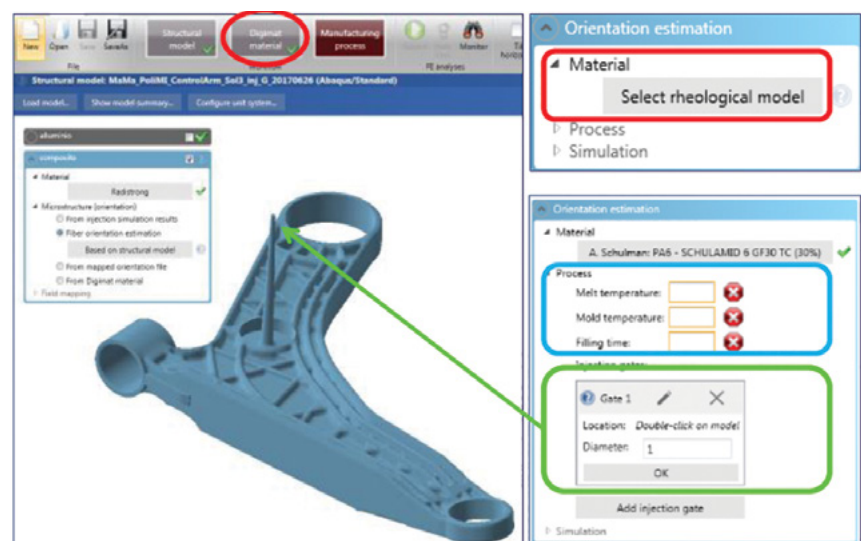 New
Open
Save
SaveAs
File
Structural
model
Digimat
material
Manufacturing
process
Monitor
FE analyses
Structural model: MaMa_PoliMI_ControlArm_Sol3_inj_G_20170626 (Abaqus/Standard)
Load model...
Show model summary...
Configure unit system...
aluminio
composite
Material
Radistrong
Microstructure (orientation)
From injection simulation results
Fiber orientation estimation
Based on structural model
From mapped orientation file
From Digimat material
Field mapping
Orientation estimation
Material
Select rheological model
Process
Simulation
Orientation estimation
Material
A. Schulman: PA6 - SCHULAMID 6 GF30 TC (30%)
Process
Melt temperature:
Mold temperature:
Filling time:
Injection gates:
Gate 1
Location: Double-click on model
Diameter: 1
OK
Add injection gate
Simulation